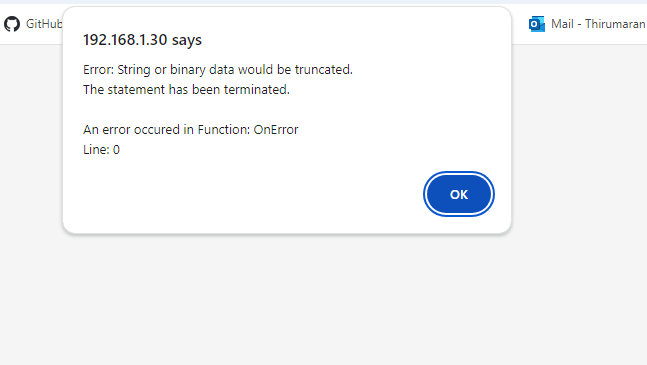 GitHub
Mail - Thirumaran
192.168.1.30 says
Error: String or binary data would be truncated.
The statement has been terminated.
An error occured in Function: OnError
Line: 0
OK